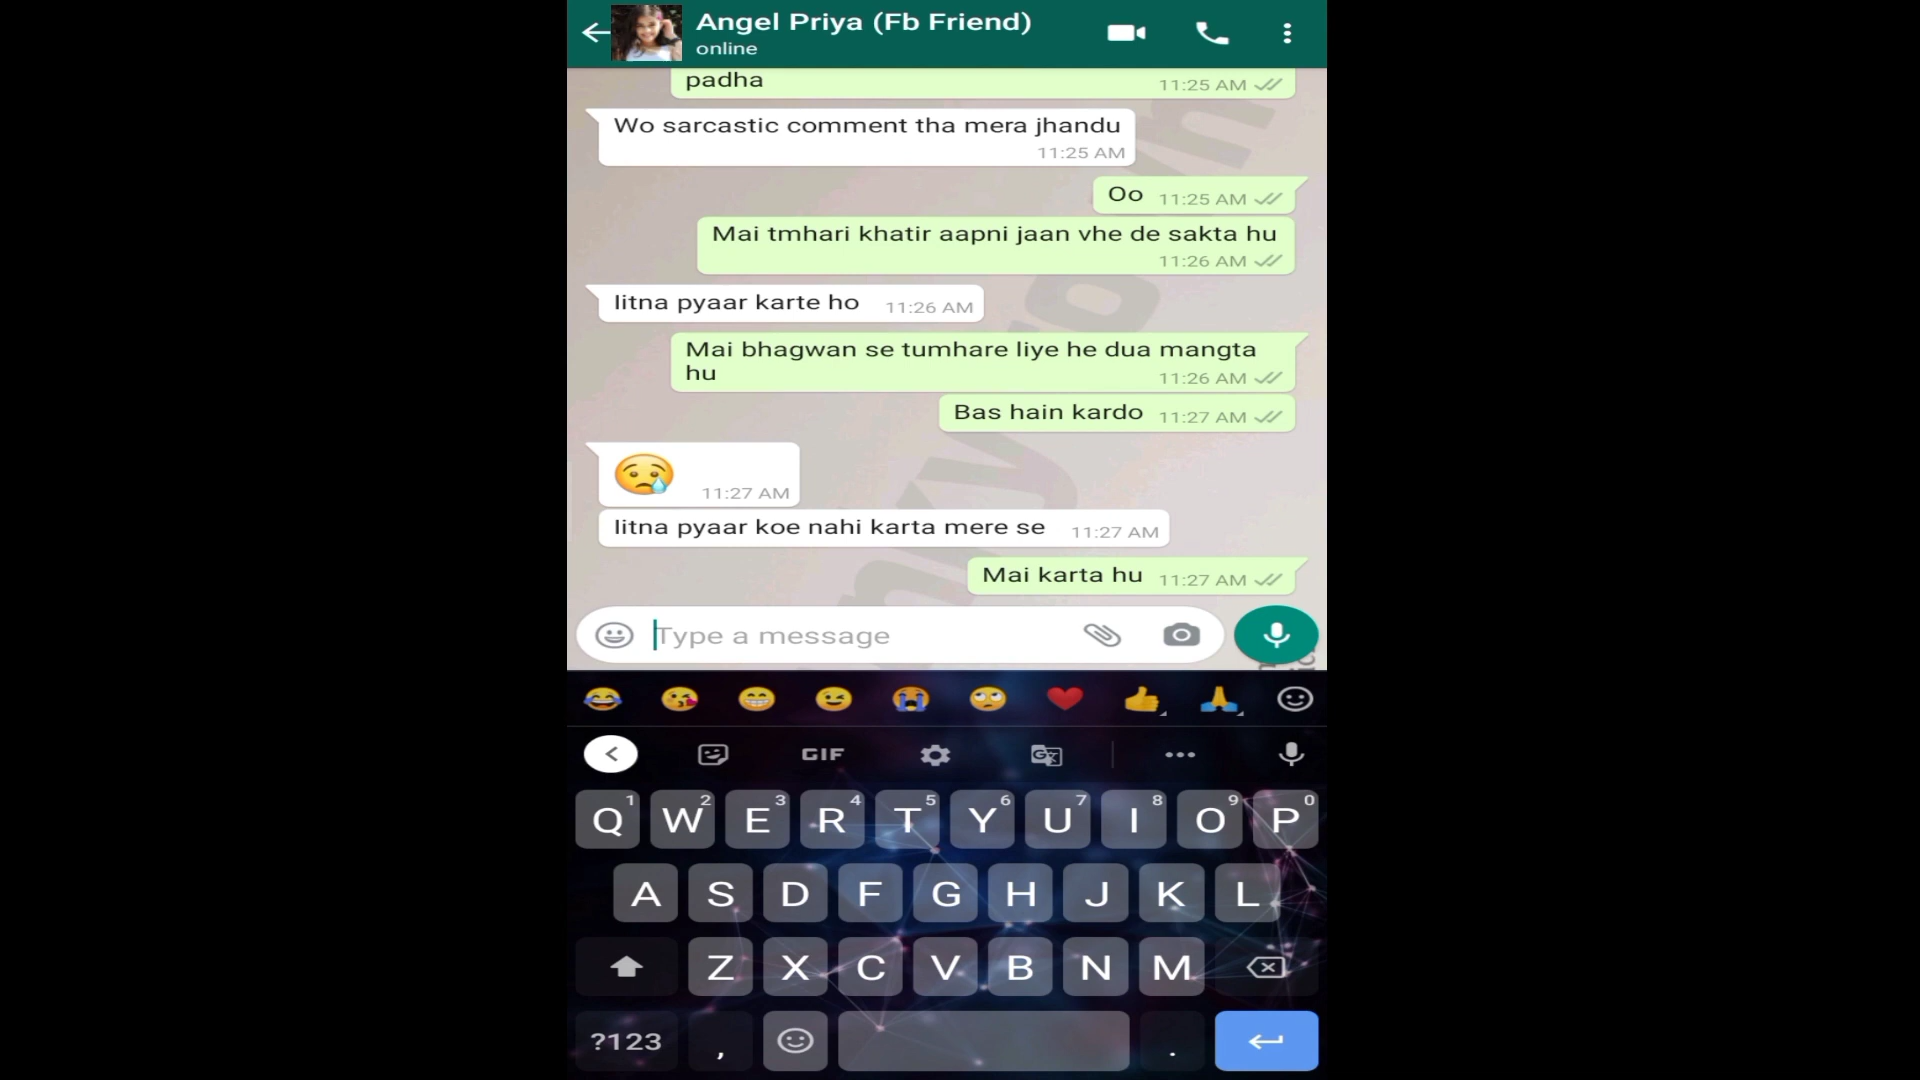 Angel Priya (Fb Friend)
online
padha
11:25 AM
Wo sarcastic comment tha mera jhandu
11:25 AM
Oo 11:25 AM
Mai tmhari khatir aapni jaan vhe de sakta hu
11:26 AM
Iitna pyaar karte ho 11:26 AM
Mai bhagwan se tumhare liye he dua mangta
hu 11:26 AM
Bas hain kardo 11:27 AM
11:27 AM
Iitna pyaar koe nahi karta mere se 11:27 AM
Mai karta hu 11:27 AM
Type a message
GIF
1 2 3 4 5 6 7 8 9 0
Q W E R T Y U I O P
A S D F G H J K L
Z X C V B N M
?123 , .